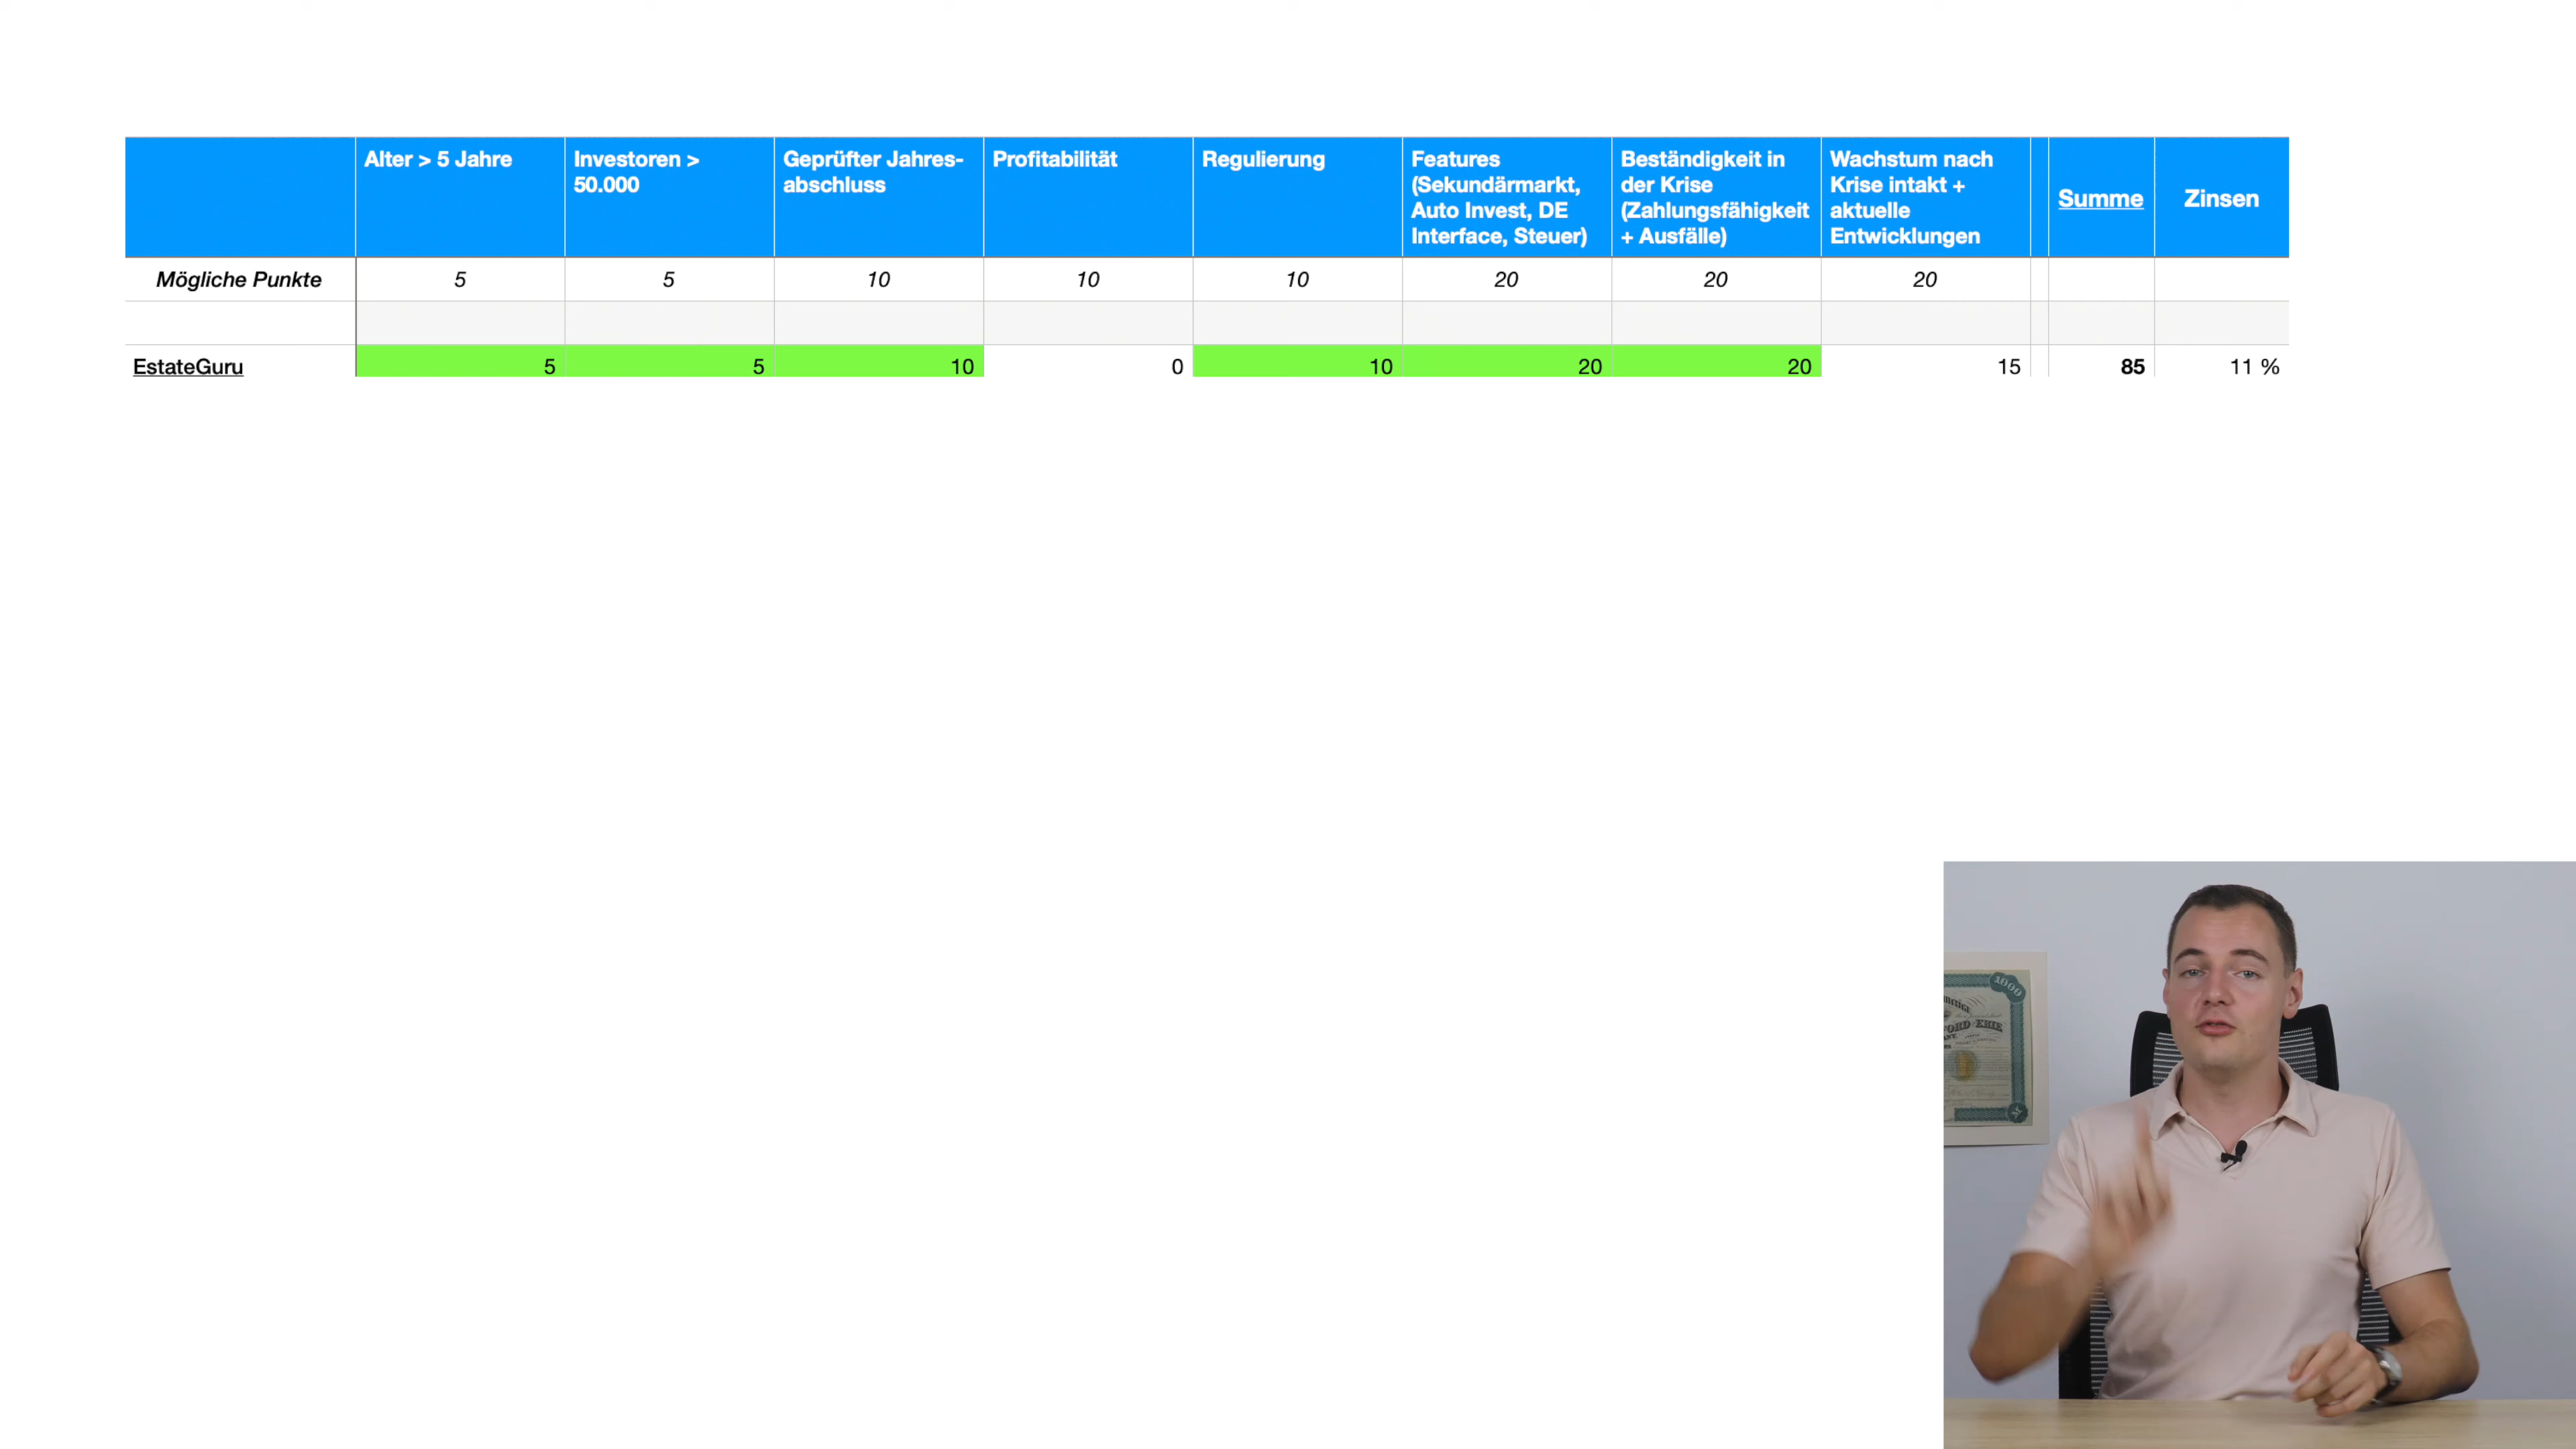 Alter > 5 Jahre
Investoren >
50.000
Geprüfter Jahres-
abschluss
Profitabilität
Regulierung
Features
(Sekundärmarkt,
Auto Invest, DE
Interface, Steuer)
Beständigkeit in
der Krise
(Zahlungsfähigkeit
+ Ausfälle)
Wachstum nach
Krise intakt +
aktuelle
Entwicklungen
Summe
Zinsen
Mögliche Punkte 5 5 10 10 10 20 20 20
EstateGuru 5 5 10 0 10 20 20 15 85 11 %
1000
ERIE